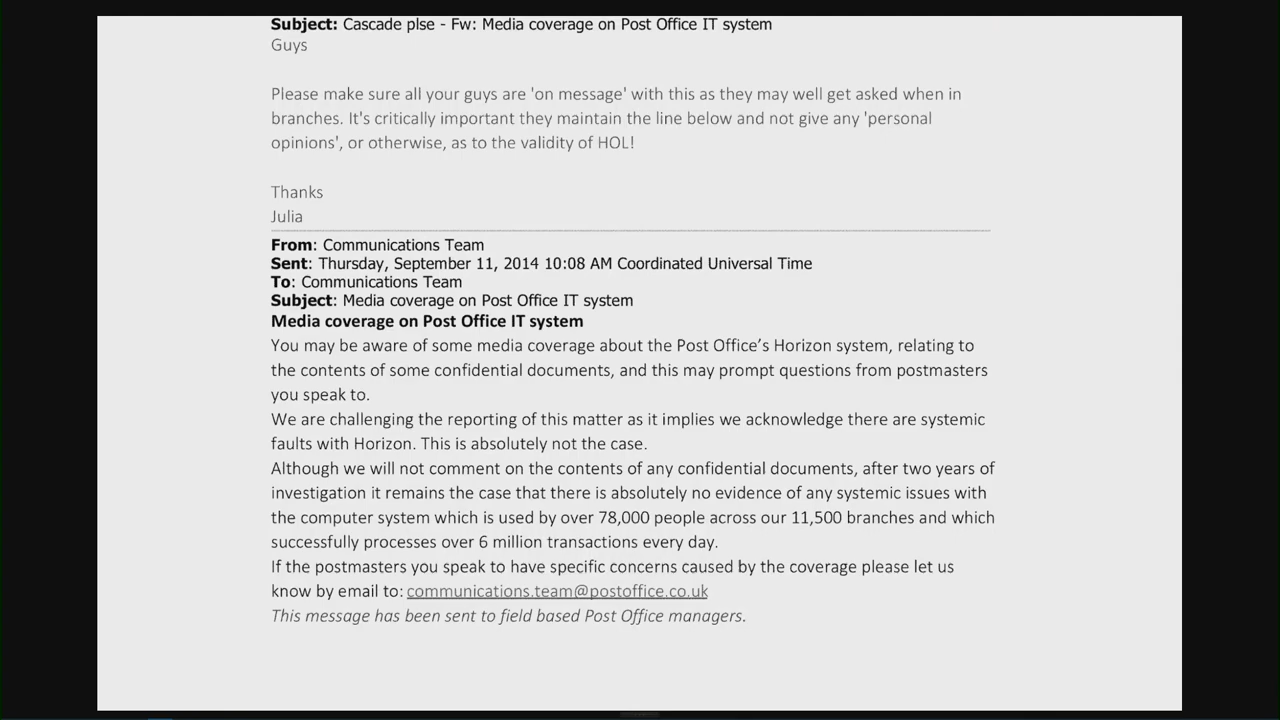 Subject: Cascade plse - Fw: Media coverage on Post Office IT system
Guys
Please make sure all your guys are 'on message' with this as they may well get asked when in
branches. It's critically important they maintain the line below and not give any 'personal
opinions', or otherwise, as to the validity of HOL!
Thanks
Julia
From: Communications Team
Sent: Thursday, September 11, 2014 10:08 AM Coordinated Universal Time
To: Communications Team
Subject: Media coverage on Post Office IT system
Media coverage on Post Office IT system
You may be aware of some media coverage about the Post Office’s Horizon system, relating to
the contents of some confidential documents, and this may prompt questions from postmasters
you speak to.
We are challenging the reporting of this matter as it implies we acknowledge there are systemic
faults with Horizon. This is absolutely not the case.
Although we will not comment on the contents of any confidential documents, after two years of
investigation it remains the case that there is absolutely no evidence of any systemic issues with
the computer system which is used by over 78,000 people across our 11,500 branches and which
successfully processes over 6 million transactions every day.
If the postmasters you speak to have specific concerns caused by the coverage please let us
know by email to: communications.team@postoffice.co.uk
This message has been sent to field based Post Office managers.